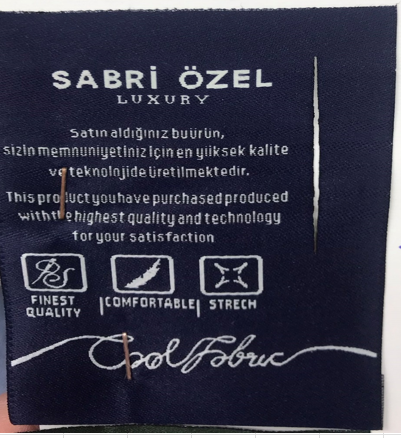 SABRİ ÖZEL
LUXURY
Satın aldığınız bu ürün,
sizin memnuniyetiniz için en yüksek kalite
ve teknolojide üretilmektedir.
This product you have purchased produced
with the highest quality and technology
for your satisfaction
FINEST QUALITY
COMFORTABLE
STRECH
Cool Fabric